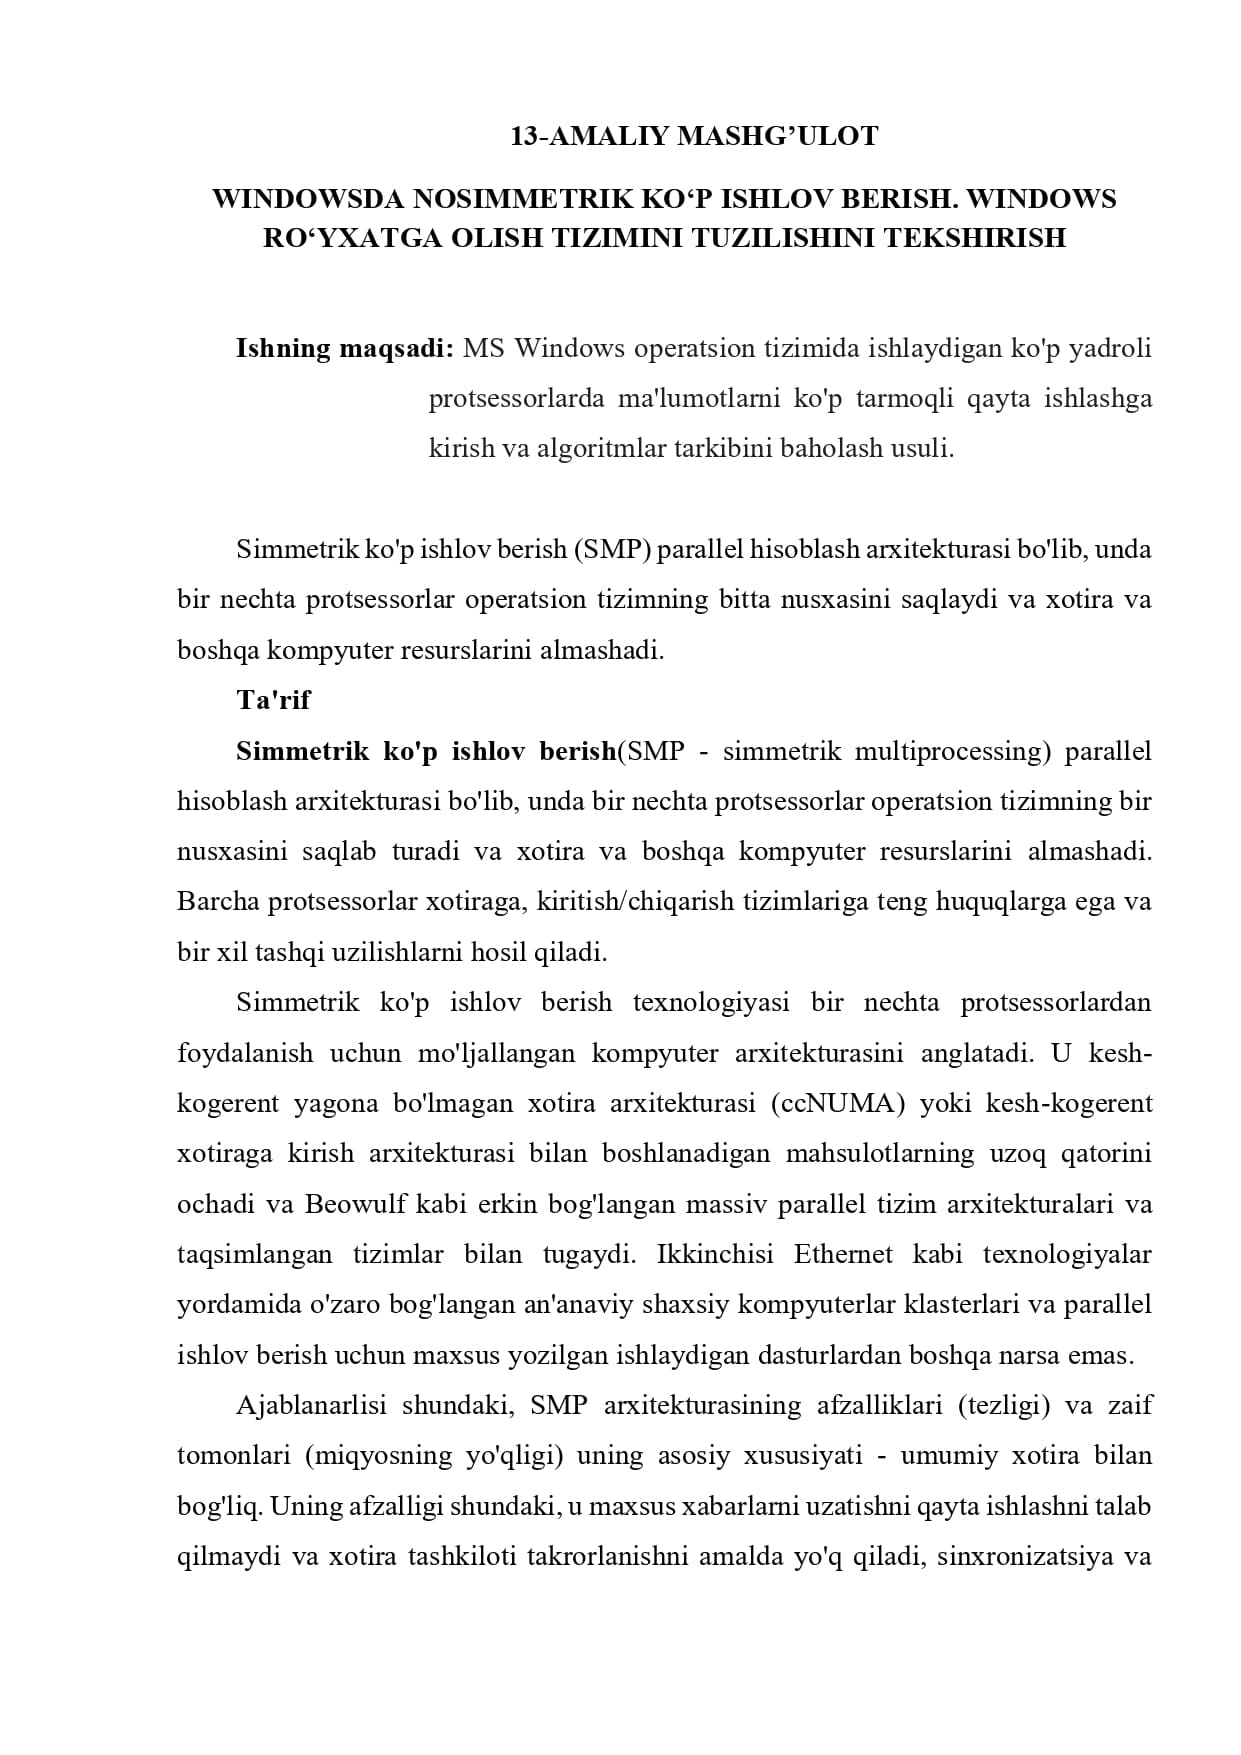 13-AMALIY MASHG’ULOT
WINDOWSDA NOSIMMETRIK KO‘P ISHLOV BERISH. WINDOWS
RO‘YXATGA OLISH TIZIMINI TUZILISHINI TEKSHIRISH
Ishning maqsadi: MS Windows operatsion tizimida ishlaydigan ko'p yadroli
protsessorlarda ma'lumotlarni ko'p tarmoqli qayta ishlashga
kirish va algoritmlar tarkibini baholash usuli.
Simmetrik ko'p ishlov berish (SMP) parallel hisoblash arxitekturasi bo'lib, unda
bir nechta protsessorlar operatsion tizimning bitta nusxasini saqlaydi va xotira va
boshqa kompyuter resurslarini almashadi.
Ta'rif
Simmetrik ko'p ishlov berish(SMP - simmetrik multiprocessing) parallel
hisoblash arxitekturasi bo'lib, unda bir nechta protsessorlar operatsion tizimning bir
nusxasini saqlab turadi va xotira va boshqa kompyuter resurslarini almashadi.
Barcha protsessorlar xotiraga, kiritish/chiqarish tizimlariga teng huquqlarga ega va
bir xil tashqi uzilishlarni hosil qiladi.
Simmetrik ko'p ishlov berish texnologiyasi bir nechta protsessorlardan
foydalanish uchun mo'ljallangan kompyuter arxitekturasini anglatadi. U kesh-
kogerent yagona bo'lmagan xotira arxitekturasi (ccNUMA) yoki kesh-kogerent
xotiraga kirish arxitekturasi bilan boshlanadigan mahsulotlarning uzoq qatorini
ochadi va Beowulf kabi erkin bog'langan massiv parallel tizim arxitekturalari va
taqsimlangan tizimlar bilan tugaydi. Ikkinchisi Ethernet kabi texnologiyalar
yordamida o'zaro bog'langan an'anaviy shaxsiy kompyuterlar klasterlari va parallel
ishlov berish uchun maxsus yozilgan ishlaydigan dasturlardan boshqa narsa emas.
Ajablanarlisi shundaki, SMP arxitekturasining afzalliklari (tezligi) va zaif
tomonlari (miqyosning yo'qligi) uning asosiy xususiyati - umumiy xotira bilan
bog'liq. Uning afzalligi shundaki, u maxsus xabarlarni uzatishni qayta ishlashni talab
qilmaydi va xotira tashkiloti takrorlanishni amalda yo'q qiladi, sinxronizatsiya va